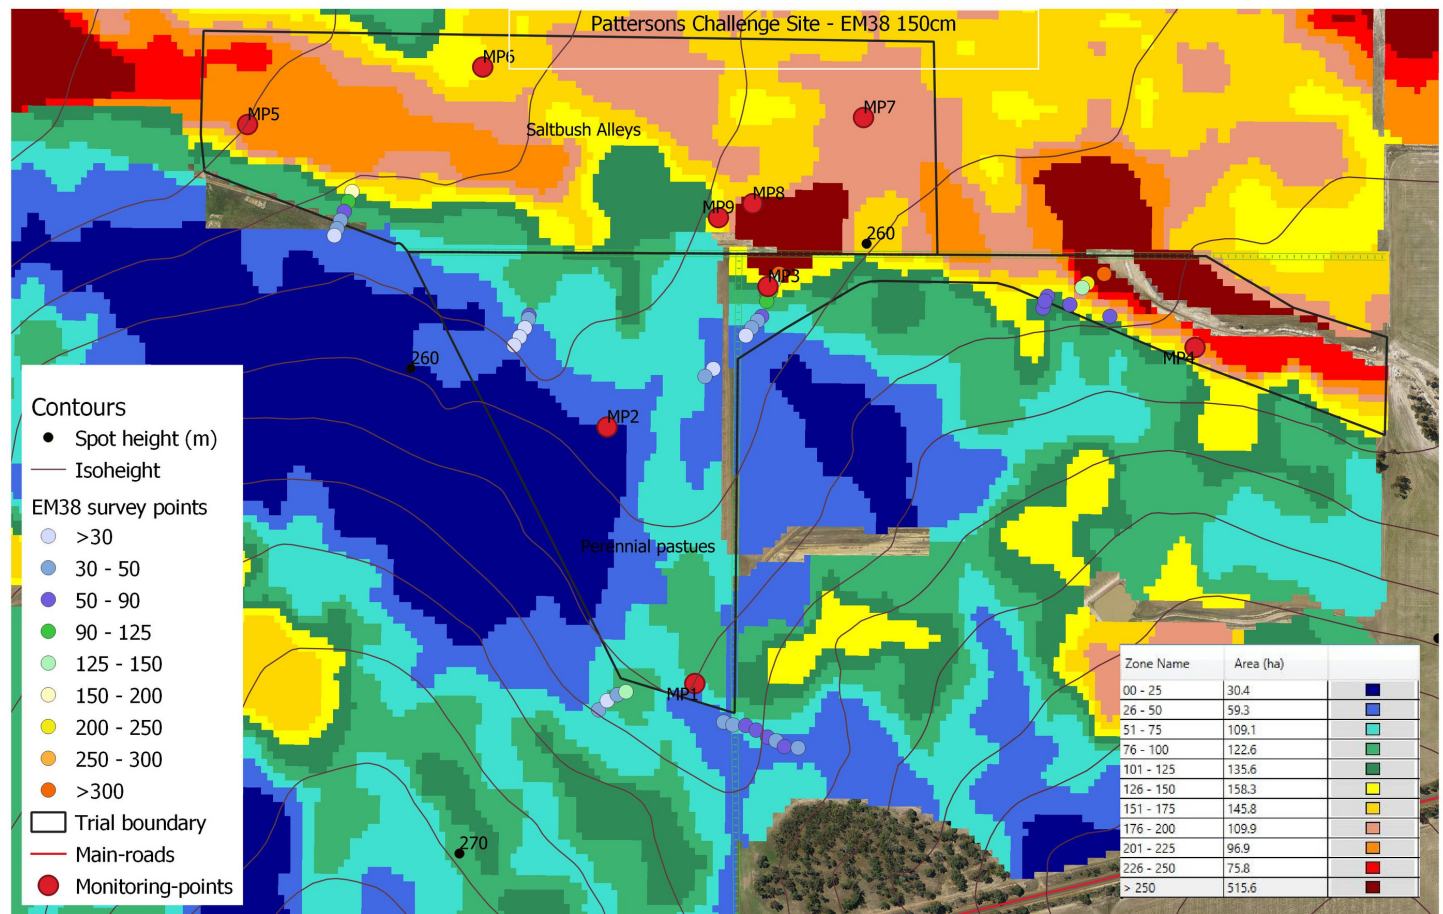 Pattersons Challenge Site - EM38 150cm
MP6
MP5
MP7
Saltbush Alleys
MP8
MP9
260
MP3
MP4
260
MP2
Perennial pastues
MP1
270
Contours
Spot height (m)
Isoheight
EM38 survey points
>30
30 - 50
50 - 90
90 - 125
125 - 150
150 - 200
200 - 250
250 - 300
>300
Trial boundary
Main-roads
Monitoring-points
Zone Name Area (ha)
00 - 25 30.4
26 - 50 59.3
51 - 75 109.1
76 - 100 122.6
101 - 125 135.6
126 - 150 158.3
151 - 175 145.8
176 - 200 109.9
201 - 225 96.9
226 - 250 75.8
> 250 515.6